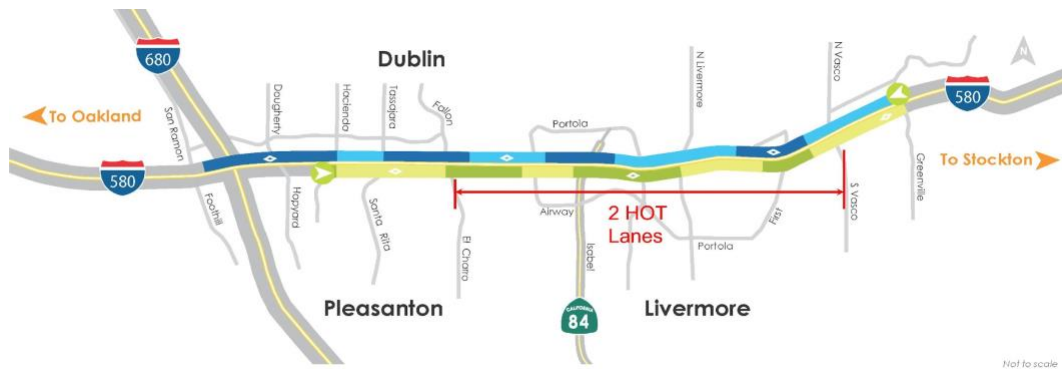 680
Dublin
N Livermore
N Vasco
N
580
To Oakland
San Ramon
Dougherty
Hacienda
Tassajara
Fallon
Portola
To Stockton
580
Foothill
Hopyard
Santa
Rita
El Charro
Airway
Isabel
2 HOT
Lanes
First
Portola
S Vasco
Greenville
Pleasanton
CALIFORNIA
84
Livermore
Not to scale